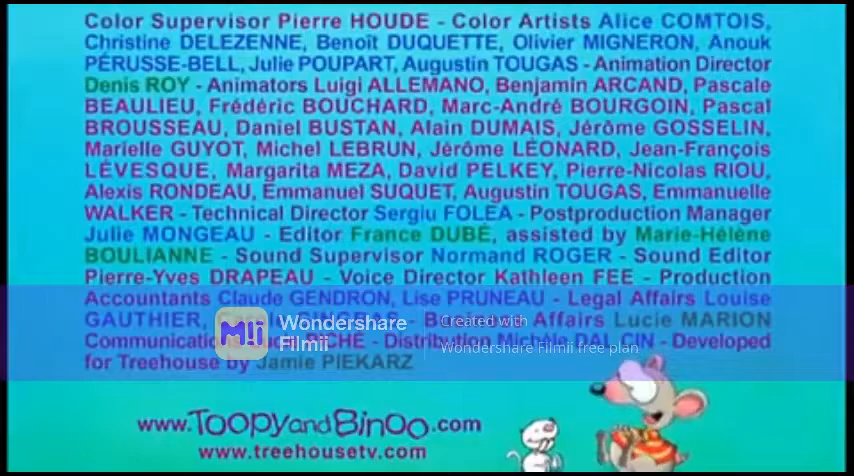 Color Supervisor Pierre HOUDE - Color Artists Alice COMTOIS,
Christine DELEZENNE, Benoît DUQUETTE, Olivier MIGNERON, Anouk
PÉRUSSE-BELL, Julie POUPART, Augustin TOUGAS - Animation Director
Denis ROY - Animators Luigi ALLEMANO, Benjamin ARCAND, Pascale
BEAULIEU, Frédéric BOUCHARD, Marc-André BOURGOIN, Pascal
BROUSSEAU, Daniel BUSTAN, Alain DUMAIS, Jérôme GOSSELIN,
Marielle GUYOT, Michel LEBRUN, Jérôme LÉONARD, Jean-François
LÉVESQUE, Margarita MEZA, David PELKEY, Pierre-Nicolas RIOU,
Alexis RONDEAU, Emmanuel SUQUET, Augustin TOUGAS, Emmanuelle
WALKER - Technical Director Sergiu FOLEA - Postproduction Manager
Julie MONGEAU - Editor France DUBÉ, assisted by Marie-Hélène
BOULIANNE - Sound Supervisor Normand ROGER - Sound Editor
Pierre-Yves DRAPEAU - Voice Director Kathleen FEE - Production
Accountants Claude GENDRON, Lise PRUNEAU - Legal Affairs Louise
GAUTHIER, Affairs Lucie MARION
- Distribution Michèle DAL CIN - Developed
for Treehouse by Jamie PIEKARZ
Mii Wondershare Filmii
Created with
Wondershare Filmii free plan
www.ToopyandBinoo.com
www.treehousetv.com